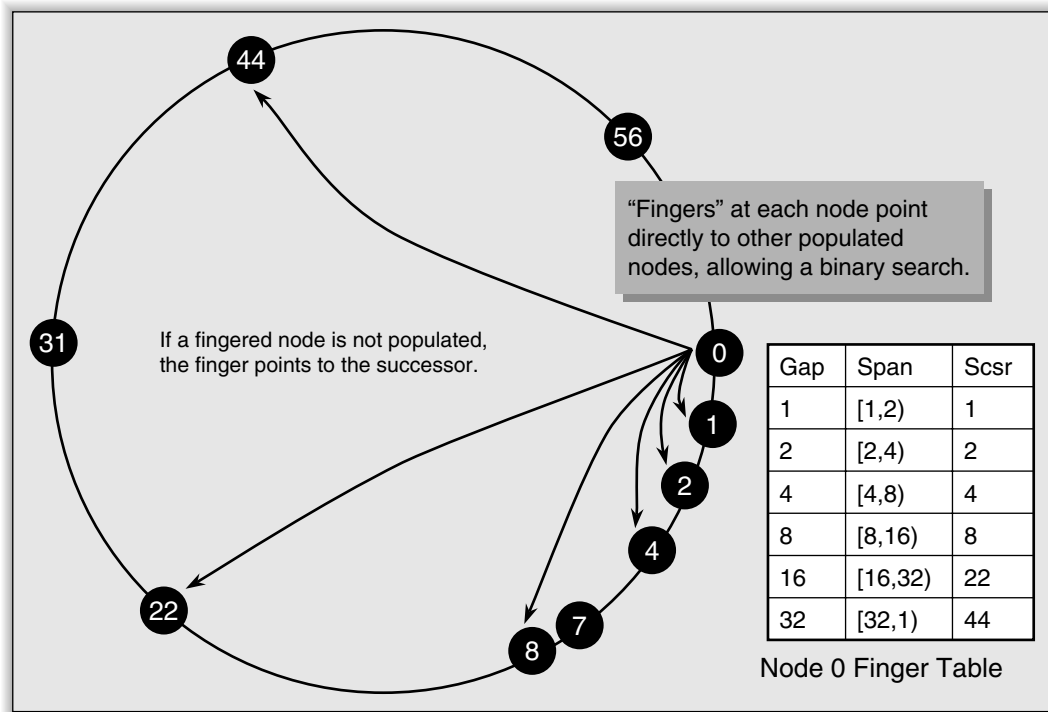 44
56
“Fingers” at each node point
directly to other populated
nodes, allowing a binary search.
31
If a fingered node is not populated,
the finger points to the successor.
0
1
2
4
7
8
22
Gap Span Scsr
1 [1,2) 1
2 [2,4) 2
4 [4,8) 4
8 [8,16) 8
16 [16,32) 22
32 [32,1) 44
Node 0 Finger Table